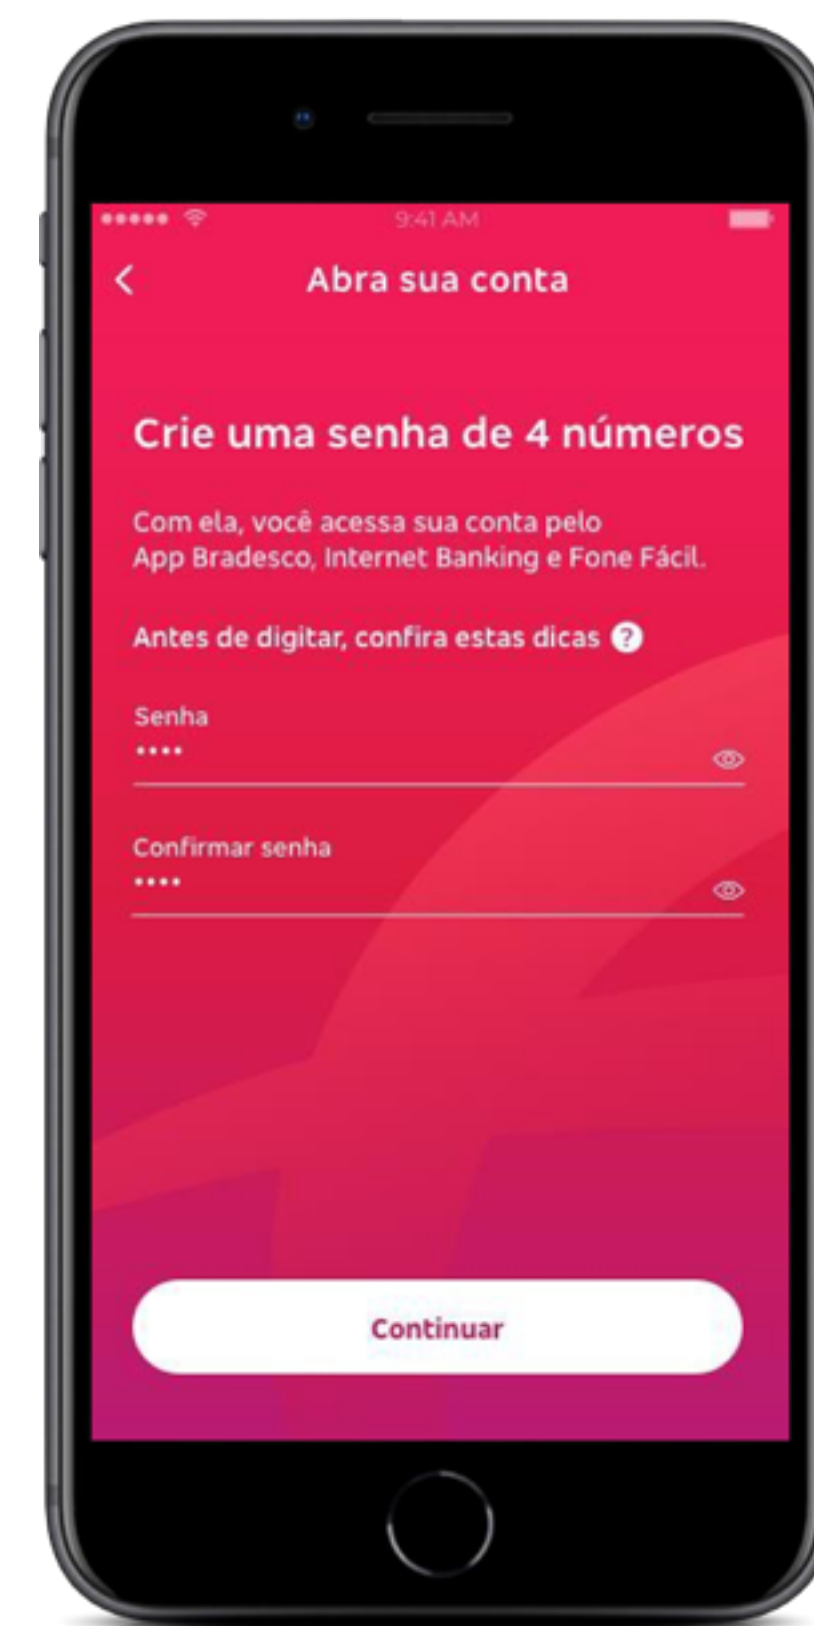 9:41 AM
Abra sua conta
Crie uma senha de 4 números
Com ela, você acessa sua conta pelo
App Bradesco, Internet Banking e Fone Fácil.
Antes de digitar, confira estas dicas ?
Senha
••••
Confirmar senha
••••
Continuar